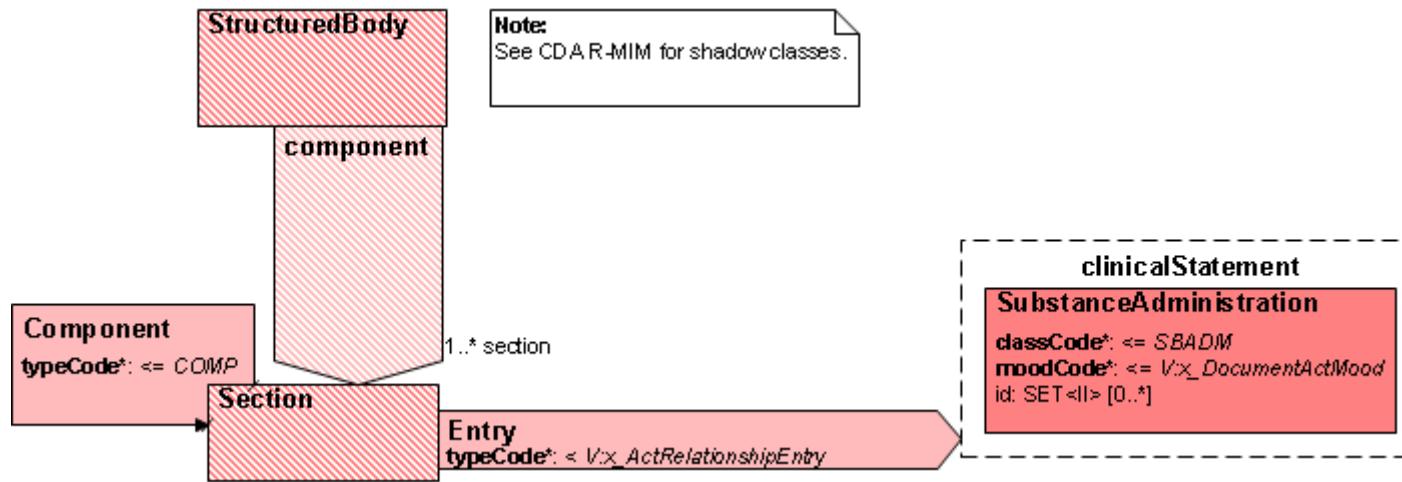 StructuredBody
Note:
See CDA R-MIM for shadow classes.
component
1..* section
Component
typeCode*: <= COMP
Section
Entry
typeCode*: < V:x_ActRelationshipEntry
clinicalStatement
SubstanceAdministration
classCode*: <= SBADM
moodCode*: <= V:x_DocumentActMood
id: SET<II> [0..*]